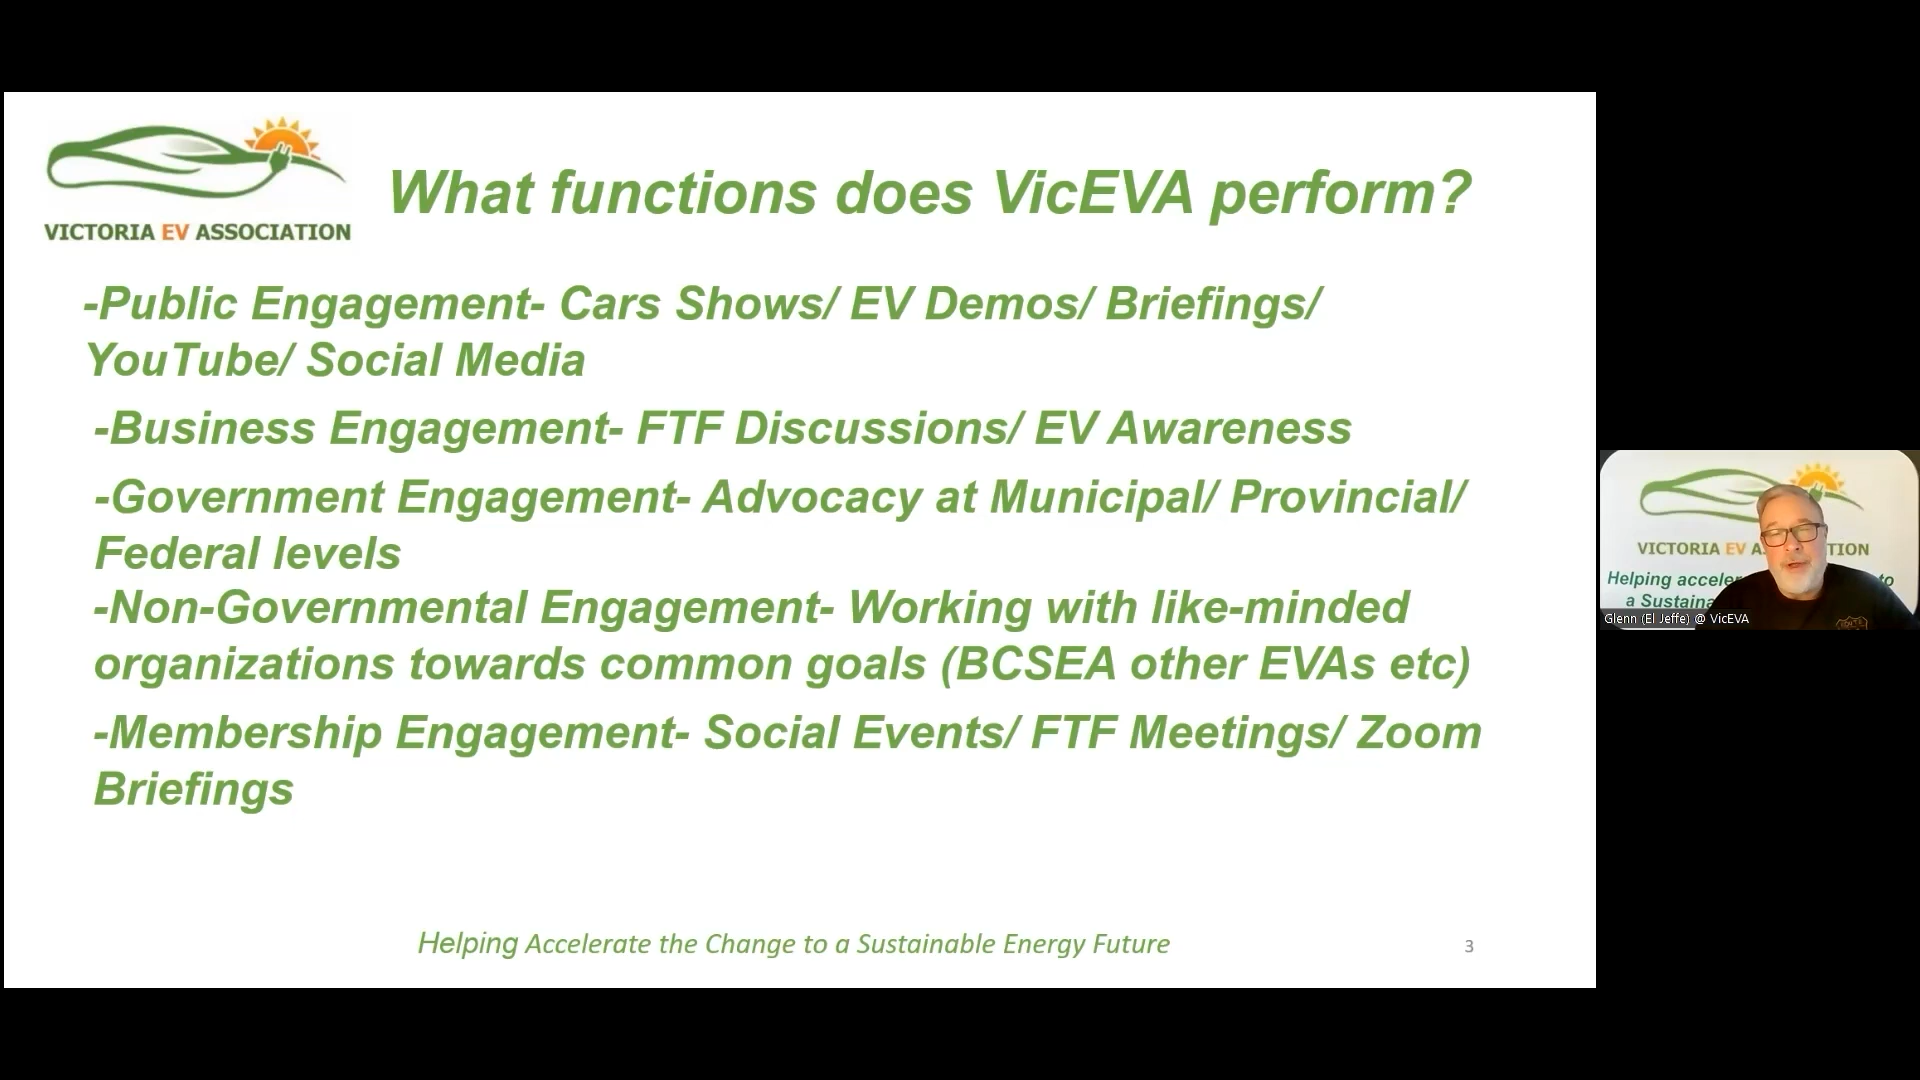 VICTORIA EV ASSOCIATION
What functions does VicEVA perform?
-Public Engagement- Cars Shows/ EV Demos/ Briefings/
YouTube/ Social Media
-Business Engagement- FTF Discussions/ EV Awareness
-Government Engagement- Advocacy at Municipal/ Provincial/
Federal levels
-Non-Governmental Engagement- Working with like-minded
organizations towards common goals (BCSEA other EVAs etc)
-Membership Engagement- Social Events/ FTF Meetings/ Zoom
Briefings
Helping Accelerate the Change to a Sustainable Energy Future
3
VICTORIA EV A TION
Helping acceler to
a Sustaina
Glenn (El Jeffe) @ VicEVA